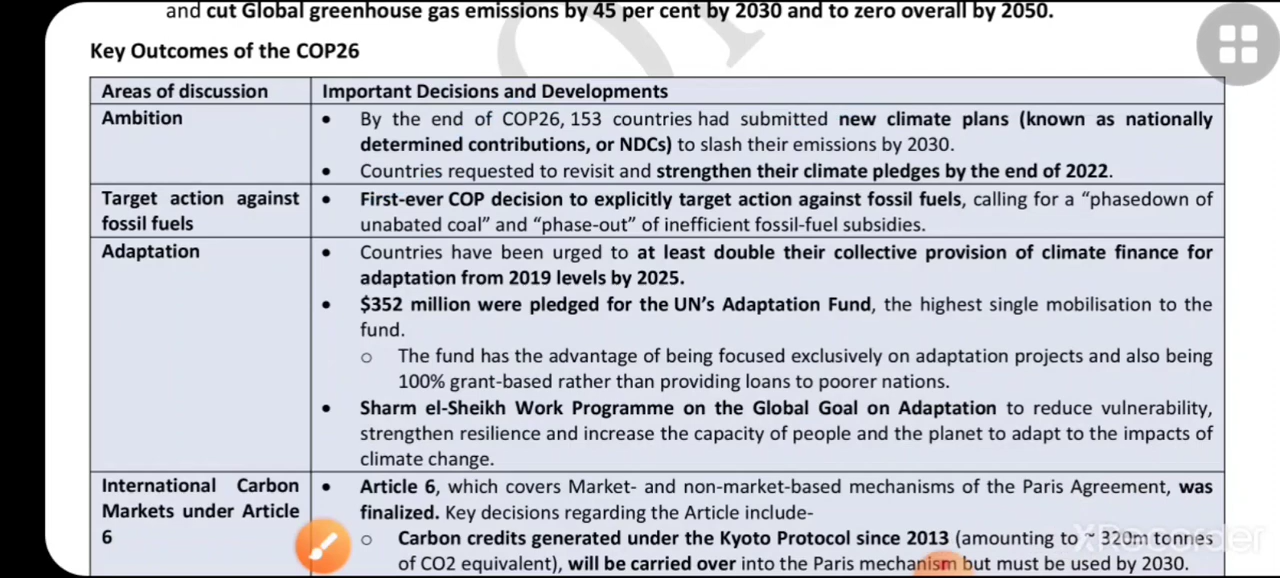 and cut Global greenhouse gas emissions by 45 per cent by 2030 and to zero overall by 2050.
Key Outcomes of the COP26
Areas of discussion
Important Decisions and Developments
Ambition
• By the end of COP26, 153 countries had submitted new climate plans (known as nationally
determined contributions, or NDCs) to slash their emissions by 2030.
• Countries requested to revisit and strengthen their climate pledges by the end of 2022.
Target action against
fossil fuels
• First-ever COP decision to explicitly target action against fossil fuels, calling for a "phasedown of
unabated coal" and "phase-out" of inefficient fossil-fuel subsidies.
Adaptation
• Countries have been urged to at least double their collective provision of climate finance for
adaptation from 2019 levels by 2025.
• $352 million were pledged for the UN's Adaptation Fund, the highest single mobilisation to the
fund.
o The fund has the advantage of being focused exclusively on adaptation projects and also being
100% grant-based rather than providing loans to poorer nations.
• Sharm el-Sheikh Work Programme on the Global Goal on Adaptation to reduce vulnerability,
strengthen resilience and increase the capacity of people and the planet to adapt to the impacts of
climate change.
International Carbon
Markets under Article
6
• Article 6, which covers Market- and non-market-based mechanisms of the Paris Agreement, was
finalized. Key decisions regarding the Article include-
o Carbon credits generated under the Kyoto Protocol since 2013 (amounting to ~ 320m tonnes
of CO2 equivalent), will be carried over into the Paris mechanism but must be used by 2030.
XRecorder